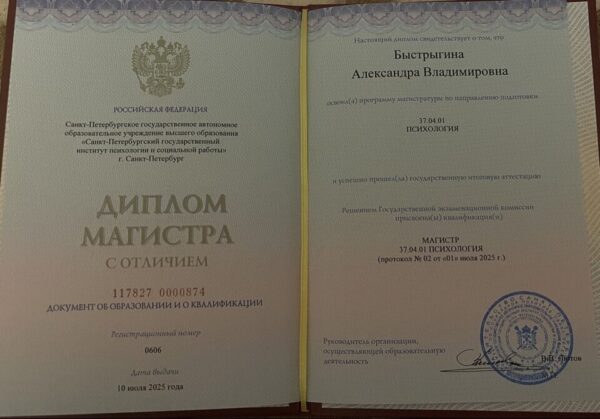 РОССИЙСКАЯ ФЕДЕРАЦИЯ
Санкт-Петербургское государственное автономное
образовательное учреждение высшего образования
«Санкт-Петербургский государственный
институт психологии и социальной работы»
г. Санкт-Петербург
ДИПЛОМ
МАГИСТРА
С ОТЛИЧИЕМ
117827 0000874
ДОКУМЕНТ ОБ ОБРАЗОВАНИИ И О КВАЛИФИКАЦИИ
Регистрационный номер
0606
Дата выдачи
10 июля 2025 года
Настоящий диплом свидетельствует о том, что
Быстрыгина
Александра Владимировна
освоил(а) программу магистратуры по направлению подготовки
37.04.01
ПСИХОЛОГИЯ
и успешно прошел(ла) государственную итоговую аттестацию
Решением Государственной экзаменационной комиссии
присвоена(ы) квалификация(и)
МАГИСТР
37.04.01 ПСИХОЛОГИЯ
(протокол № 02 от «01» июля 2025 г.)
Руководитель организации,
осуществляющей образовательную
деятельность